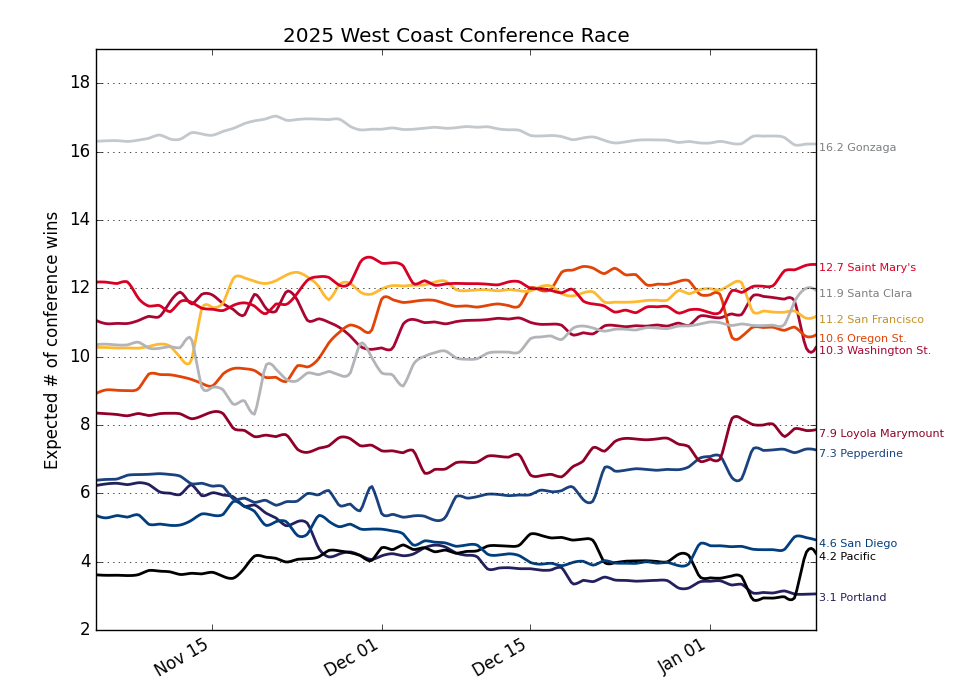 2025 West Coast Conference Race
Expected # of conference wins
18
16
14
12
10
8
6
4
2
16.2 Gonzaga
12.7 Saint Mary's
11.9 Santa Clara
11.2 San Francisco
10.6 Oregon St.
10.3 Washington St.
7.9 Loyola Marymount
7.3 Pepperdine
4.6 San Diego
4.2 Pacific
3.1 Portland
Nov 15
Dec 01
Dec 15
Jan 01